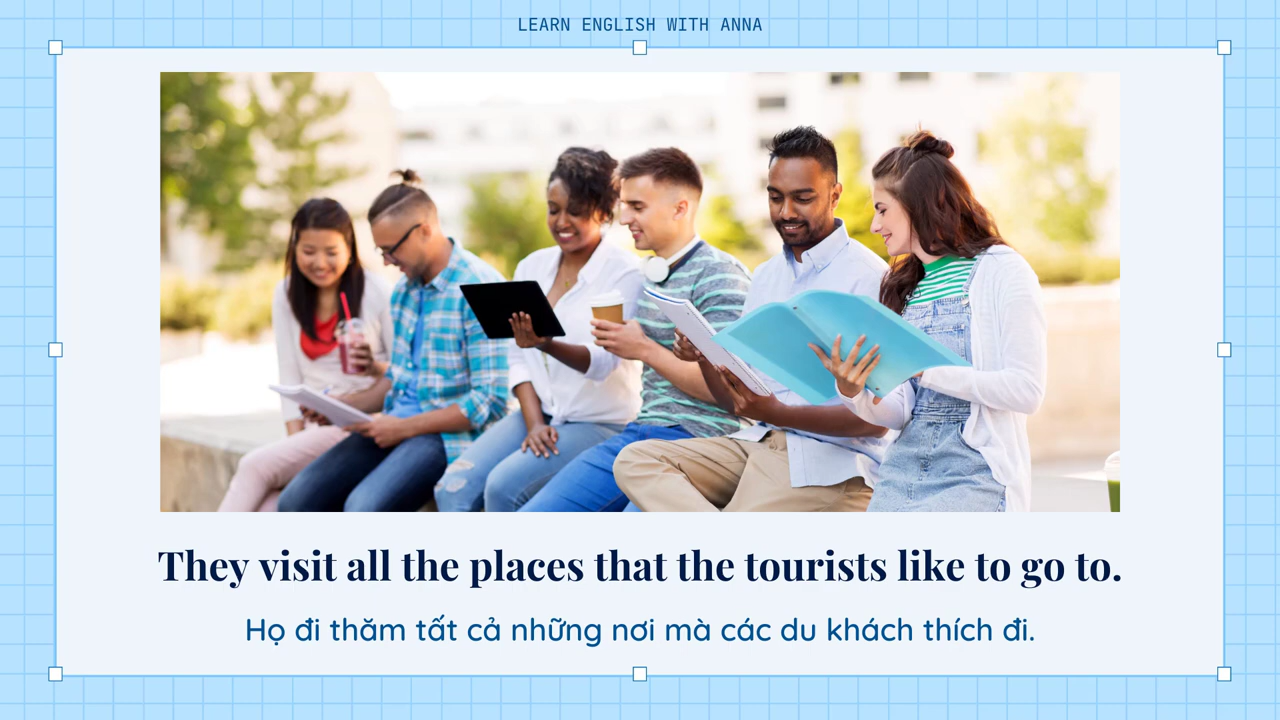 LEARN ENGLISH WITH ANNA
They visit all the places that the tourists like to go to.
Họ đi thăm tất cả những nơi mà các du khách thích đi.